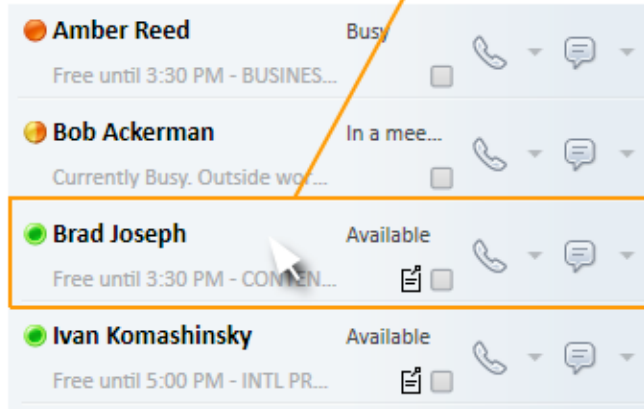 Amber Reed Busy
Free until 3:30 PM - BUSINES...
Bob Ackerman In a mee...
Currently Busy. Outside wor...
Brad Joseph Available
Free until 3:30 PM - CONTEN...
Ivan Komashinsky Available
Free until 5:00 PM - INTL PR...